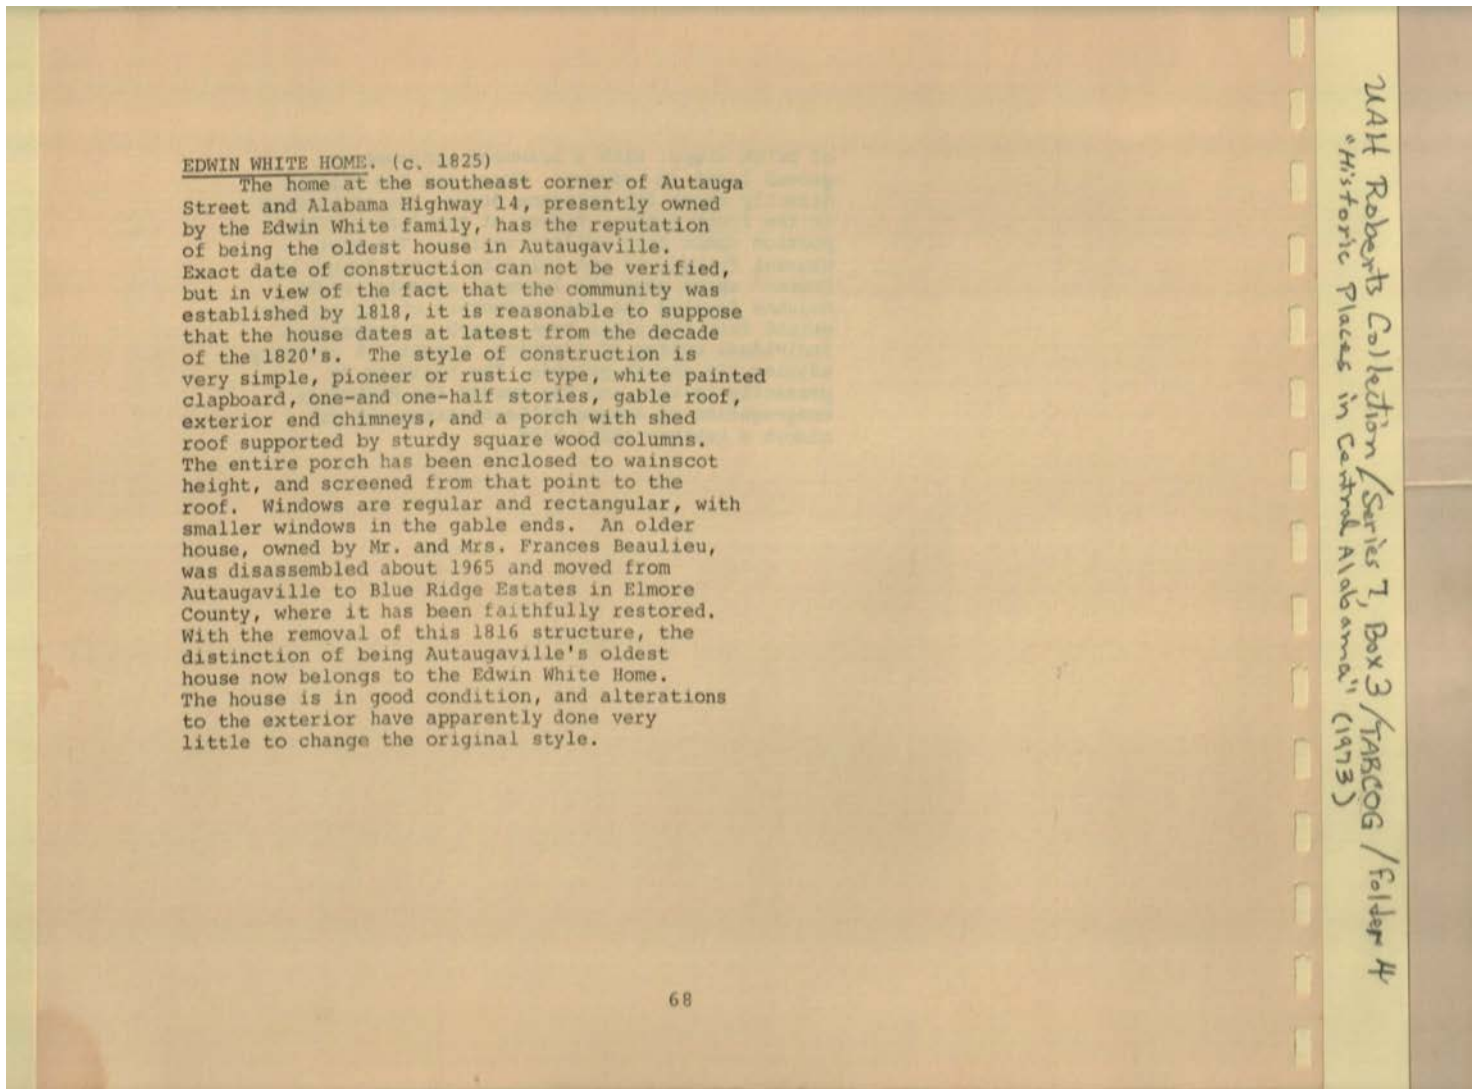 EDWIN WHITE HOME. (c. 1825)
The home at the southeast corner of Autauga
Street and Alabama Highway 14, presently owned
by the Edwin White family, has the reputation
of being the oldest house in Autaugaville.
Exact date of construction can not be verified,
but in view of the fact that the community was
established by 1818, it is reasonable to suppose
that the house dates at latest from the decade
of the 1820's. The style of construction is
very simple, pioneer or rustic type, white painted
clapboard, one-and one-half stories, gable roof,
exterior end chimneys, and a porch with shed
roof supported by sturdy square wood columns.
The entire porch has been enclosed to wainscot
height, and screened from that point to the
roof. Windows are regular and rectangular, with
smaller windows in the gable ends. An older
house, owned by Mr. and Mrs. Frances Beaulieu,
was disassembled about 1965 and moved from
Autaugaville to Blue Ridge Estates in Elmore
County, where it has been faithfully restored.
With the removal of this 1816 structure, the
distinction of being Autaugaville's oldest
house now belongs to the Edwin White Home.
The house is in good condition, and alterations
to the exterior have apparently done very
little to change the original style.
68
UAH Roberts Collection/Series 7, Box 3/TARCOG/Folder 4
"Historic Places in Central Alabama" (1973)